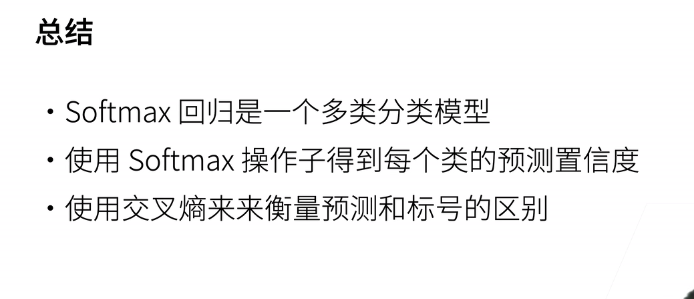 总结
• Softmax 回归是一个多类分类模型
• 使用 Softmax 操作子得到每个类的预测置信度
• 使用交叉熵来来衡量预测和标号的区别